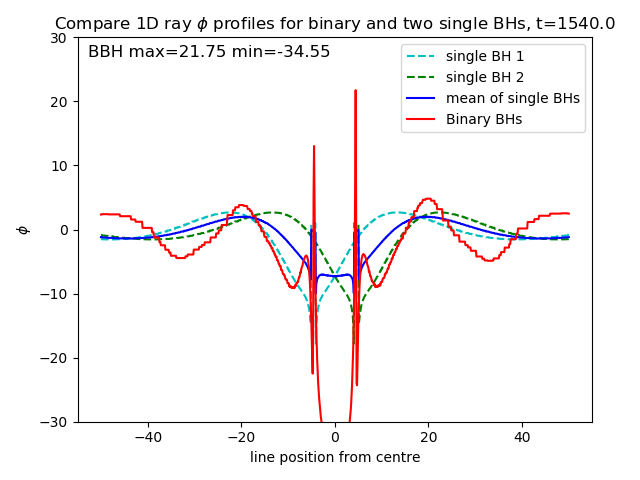 Compare 1D ray ϕ profiles for binary and two single BHs, t=1540.0
BBH max=21.75 min=-34.55
single BH 1
single BH 2
mean of single BHs
Binary BHs
30
20
10
0
−10
−20
−30
ϕ
−40
−20
0
20
40
line position from centre